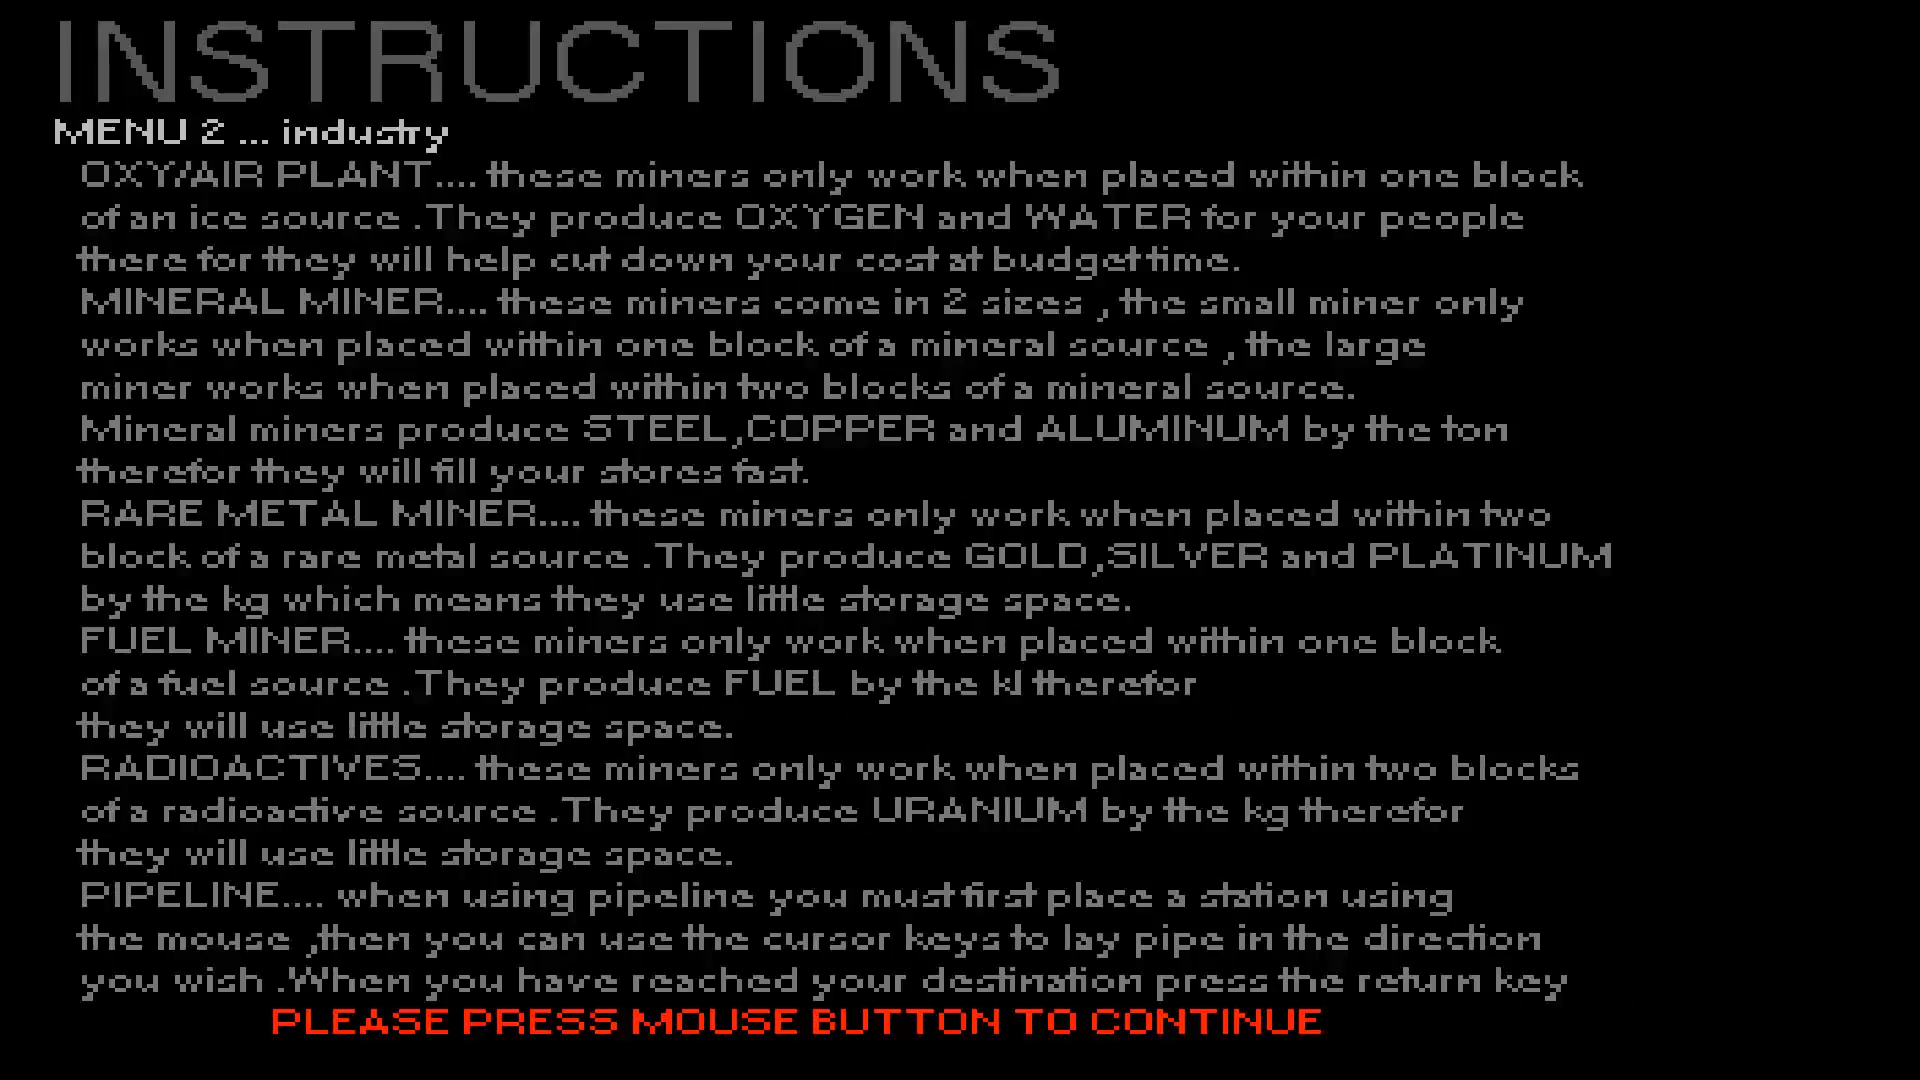 INSTRUCTIONS
MENU 2 ... industry
OXY/AIR PLANT.... these miners only work when placed within one block
of an ice source .They produce OXYGEN and WATER for your people
there for they will help cut down your cost at budget time.
MINERAL MINER.... these miners come in 2 sizes , the small miner only
works when placed within one block of a mineral source , the large
miner works when placed within two blocks of a mineral source.
Mineral miners produce STEEL,COPPER and ALUMINUM by the ton
therefor they will fill your stores fast.
RARE METAL MINER.... these miners only work when placed within two
block of a rare metal source .They produce GOLD,SILVER and PLATINUM
by the kg which means they use little storage space.
FUEL MINER.... these miners only work when placed within one block
of a fuel source .They produce FUEL by the kl therefor
they will use little storage space.
RADIOACTIVES.... these miners only work when placed within two blocks
of a radioactive source .They produce URANIUM by the kg therefor
they will use little storage space.
PIPELINE.... when using pipeline you must first place a station using
the mouse ,then you can use the cursor keys to lay pipe in the direction
you wish .When you have reached your destination press the return key
PLEASE PRESS MOUSE BUTTON TO CONTINUE